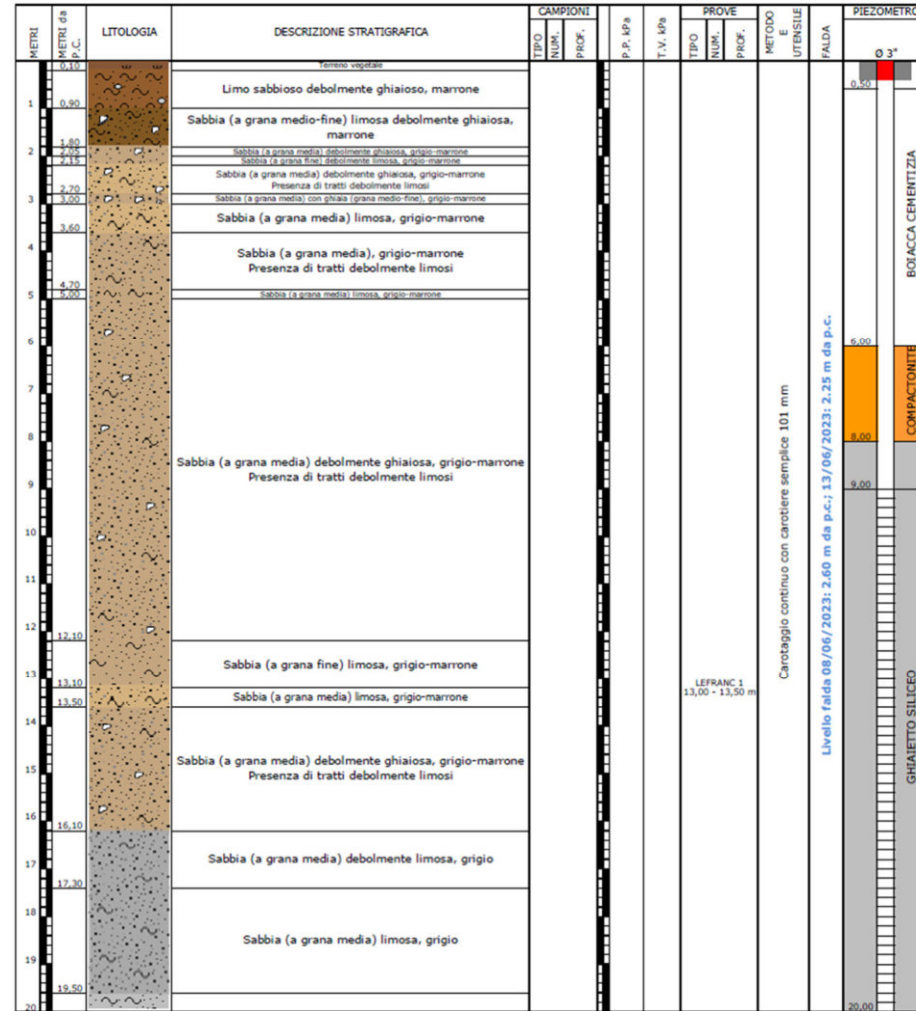 METRI
METRI da P.C.
LITOLOGIA
DESCRIZIONE STRATIGRAFICA
CAMPIONI
TIPO
NUM.
PROF.
P.P. kPa
T.V. kPa
PROVE
TIPO
NUM.
PROF.
METODO E UTENSILE
FALDA
PIEZOMETRO
Ø 3"
0,10
Terreno vegetale
0,50
Limo sabbioso debolmente ghiaioso, marrone
1
0,90
Sabbia (a grana medio-fine) limosa debolmente ghiaiosa,
marrone
1,80
2
2,05
Sabbia (a grana media) debolmente ghiaiosa, grigio-marrone
2,15
Sabbia (a grana fine) debolmente limosa, grigio-marrone
Sabbia (a grana media) debolmente ghiaiosa, grigio-marrone
Presenza di tratti debolmente limosi
2,70
3
3,00
Sabbia (a grana media) con ghiaia (grana medio-fine), grigio-marrone
Sabbia (a grana media) limosa, grigio-marrone
3,60
4
Sabbia (a grana media), grigio-marrone
Presenza di tratti debolmente limosi
4,70
5
5,00
Sabbia (a grana media) limosa, grigio-marrone
BOIACCA CEMENTIZIA
6
6,00
7
COMPACTONITE
8
8,00
Sabbia (a grana media) debolmente ghiaiosa, grigio-marrone
Presenza di tratti debolmente limosi
9
9,00
10
11
12
12,10
Carotaggio continuo con carotiere semplice 101 mm
Livello falda 08/06/2023: 2.60 m da p.c.; 13/06/2023: 2.25 m da p.c.
Sabbia (a grana fine) limosa, grigio-marrone
13
13,10
LEFRANC 1
13,00 - 13,50 m
Sabbia (a grana media) limosa, grigio-marrone
13,50
14
Sabbia (a grana media) debolmente ghiaiosa, grigio-marrone
Presenza di tratti debolmente limosi
15
GHIAIETTO SILICEO
16
16,10
Sabbia (a grana media) debolmente limosa, grigio
17
17,30
18
Sabbia (a grana media) limosa, grigio
19
19,50
20
20,00